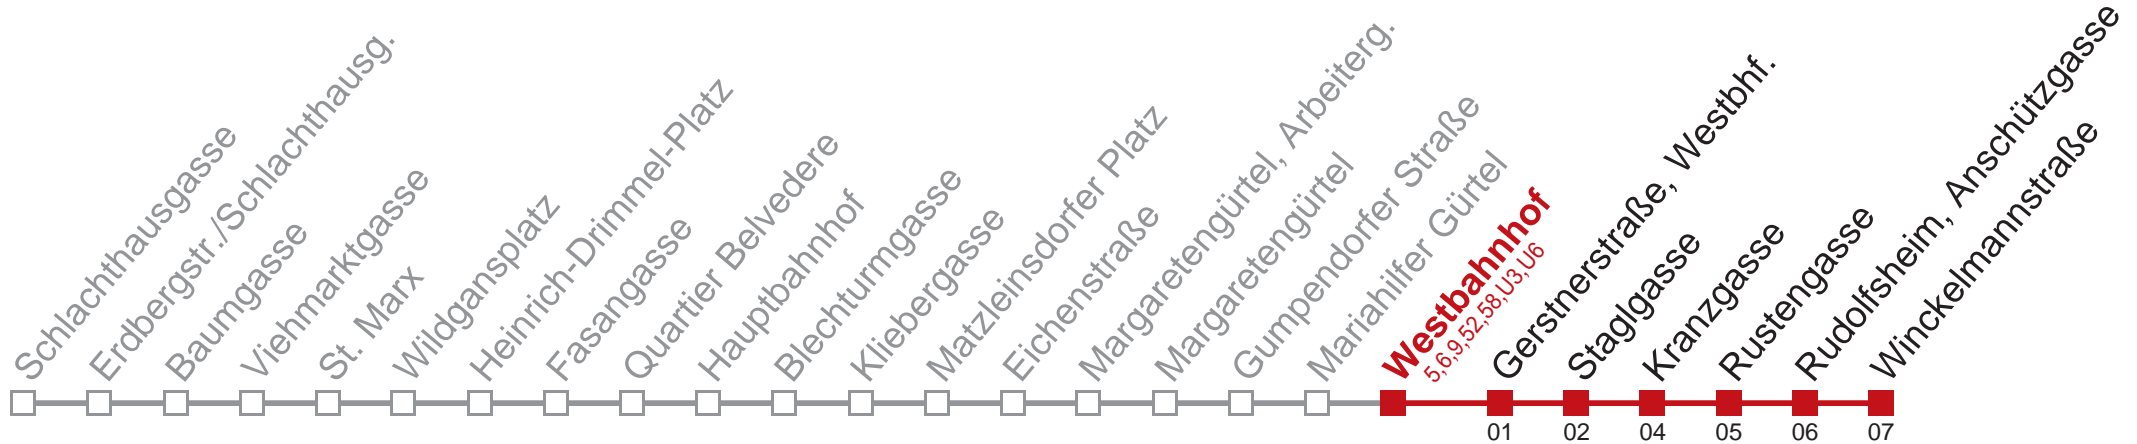 Schlachthausgasse
Erdbergstr./Schlachthausg.
Baumgasse
Viehmarktgasse
St. Marx
Wildgansplatz
Heinrich-Drimmel-Platz
Fasangasse
Quartier Belvedere
Hauptbahnhof
Blechturmgasse
Kliebergasse
Matzleinsdorfer Platz
Eichenstraße
Margaretengürtel, Arbeiterg.
Margaretengürtel
Gumpendorfer Straße
Mariahilfer Gürtel
Westbahnhof
5,6,9,52,58,U3,U6
Gerstnerstraße, Westbhf.
Staglgasse
Kranzgasse
Rustengasse
Rudolfsheim, Anschützgasse
Winckelmannstraße
01 02 04 05 06 07